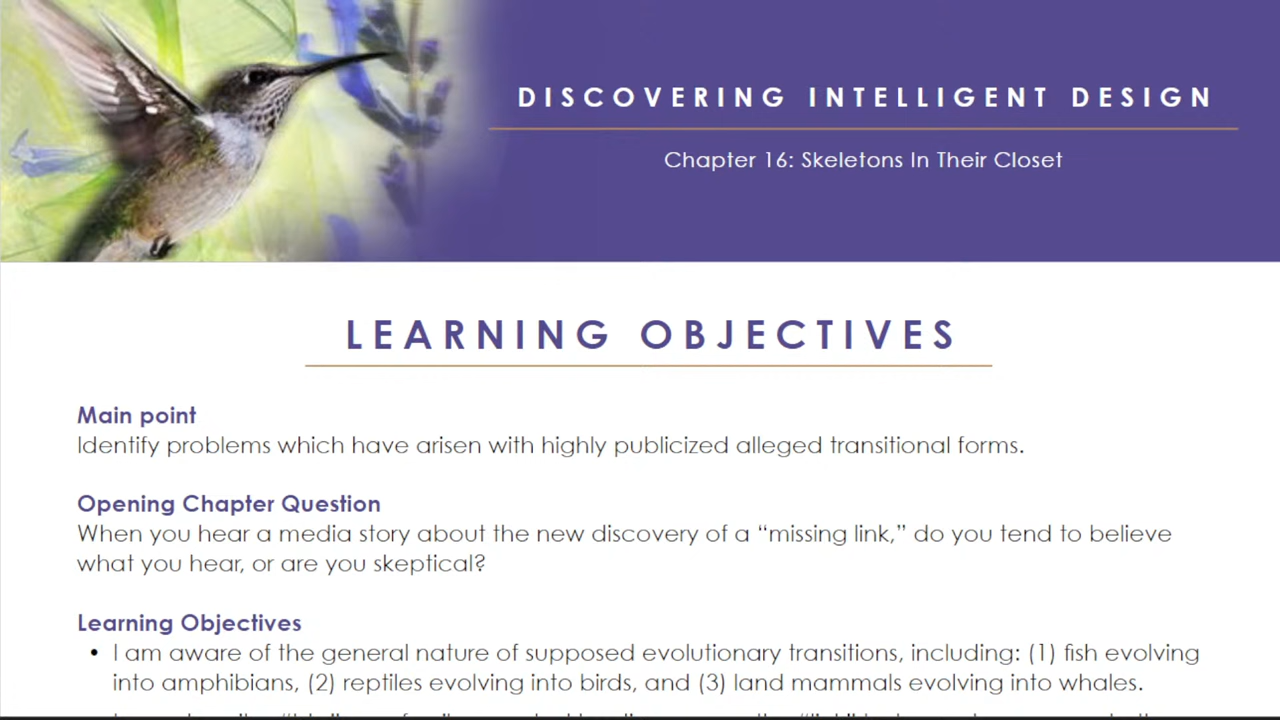 DISCOVERING INTELLIGENT DESIGN
Chapter 16: Skeletons In Their Closet
LEARNING OBJECTIVES
Main point
Identify problems which have arisen with highly publicized alleged transitional forms.
Opening Chapter Question
When you hear a media story about the new discovery of a “missing link,” do you tend to believe
what you hear, or are you skeptical?
Learning Objectives
• I am aware of the general nature of supposed evolutionary transitions, including: (1) fish evolving
into amphibians, (2) reptiles evolving into birds, and (3) land mammals evolving into whales.